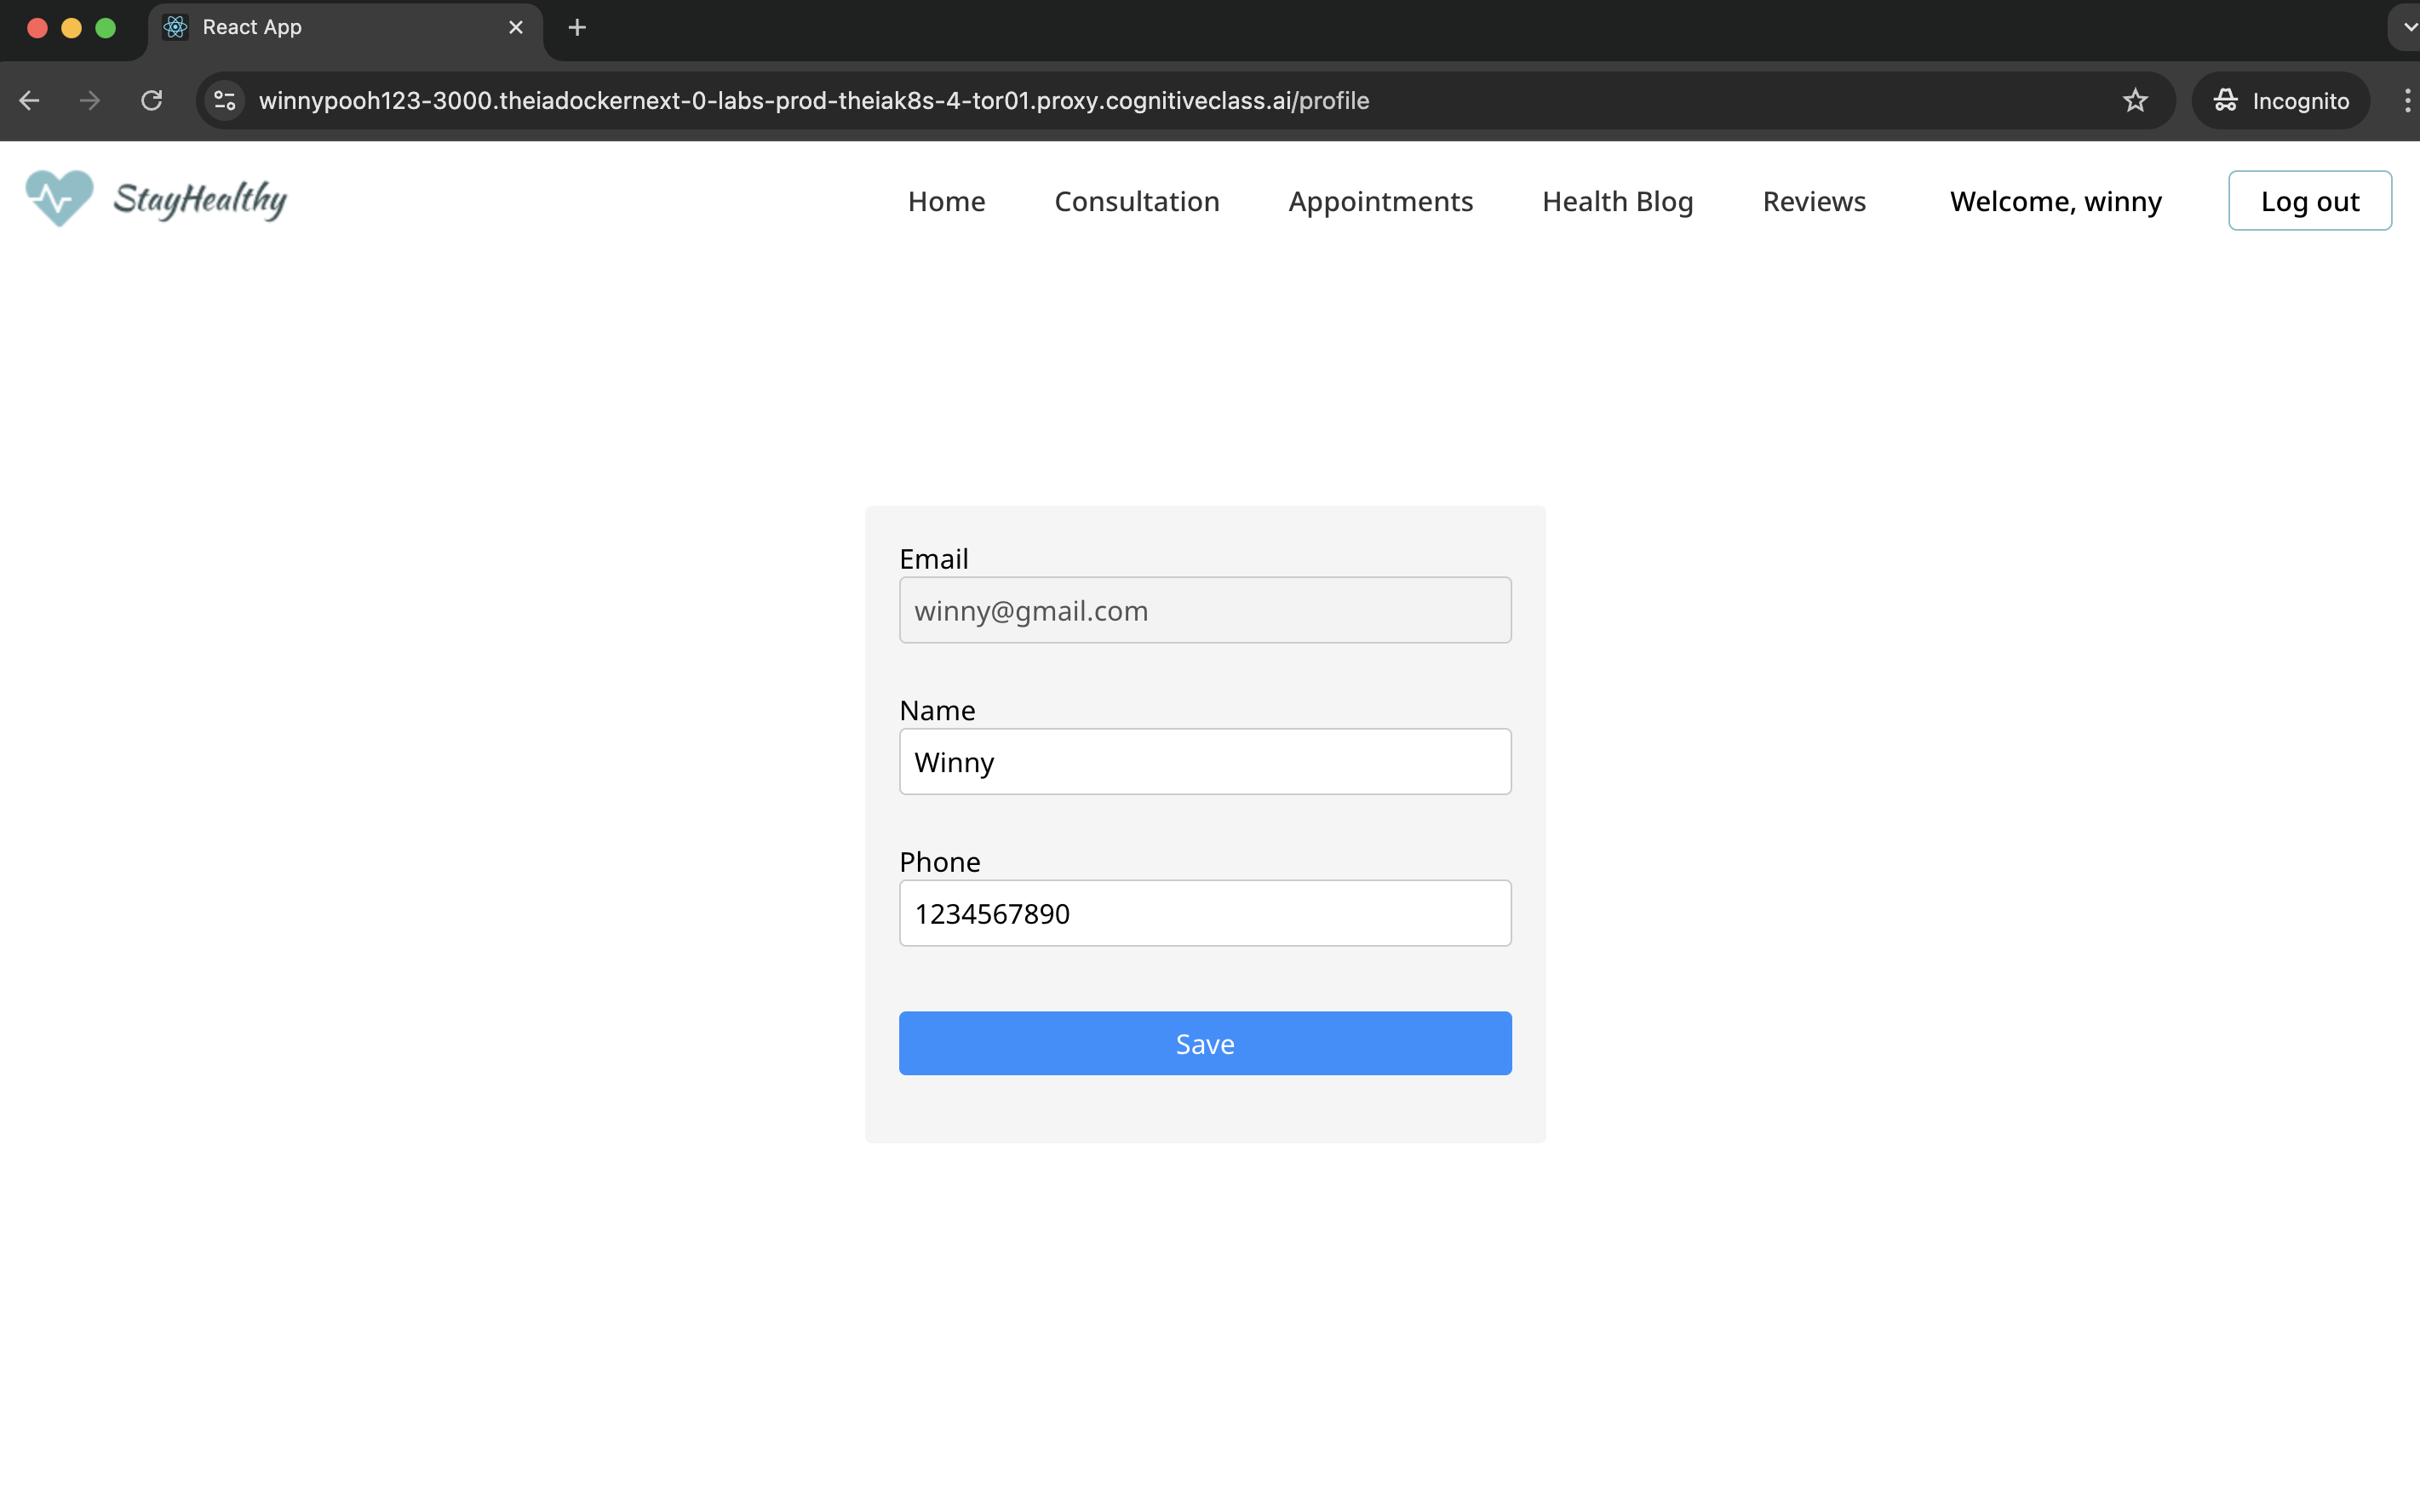 React App
winnypooh123-3000.theiadockernext-0-labs-prod-theiak8s-4-tor01.proxy.cognitiveclass.ai/profile Incognito
StayHealthy Home Consultation Appointments Health Blog Reviews Welcome, winny Log out
Email
winny@gmail.com
Name
Winny
Phone
1234567890
Save